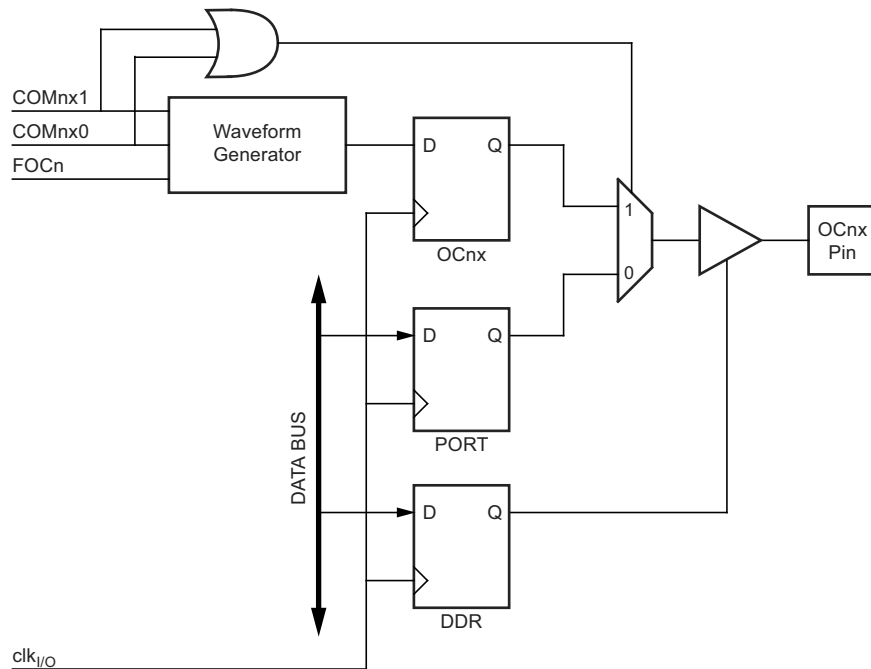 COMnx1
COMnx0
FOCn
Waveform
Generator
D
Q
OCnx
1
0
OCnx
Pin
D
Q
PORT
DATA BUS
D
Q
DDR
clkI/O